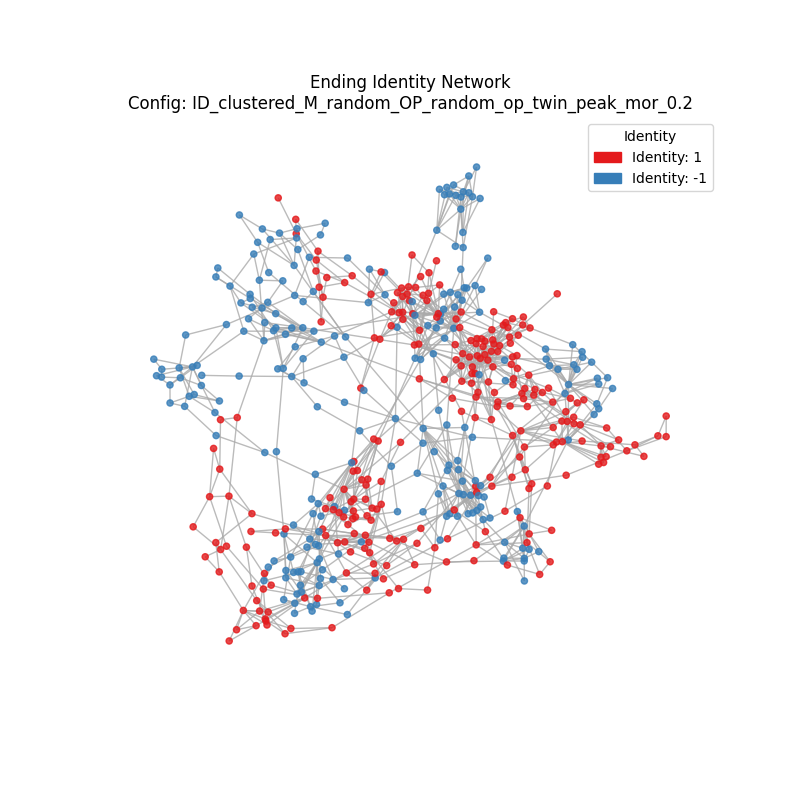 Ending Identity Network
Config: ID_clustered_M_random_OP_random_op_twin_peak_mor_0.2
Identity
Identity: 1
Identity: -1